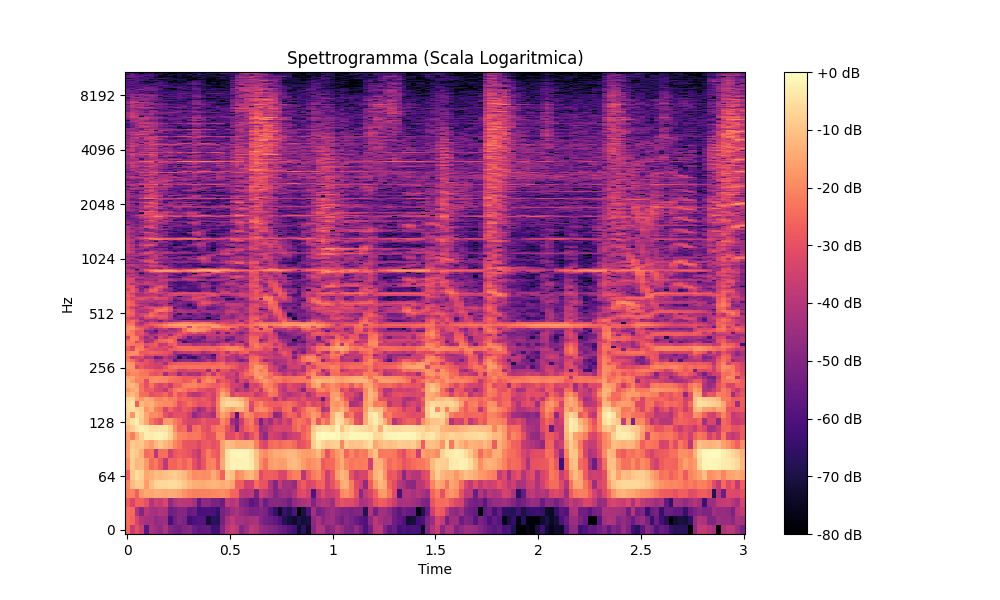 Spettrogramma (Scala Logaritmica)
Hz
8192
4096
2048
1024
512
256
128
64
0
0
0.5
1
1.5
2
2.5
3
Time
+0 dB
-10 dB
-20 dB
-30 dB
-40 dB
-50 dB
-60 dB
-70 dB
-80 dB